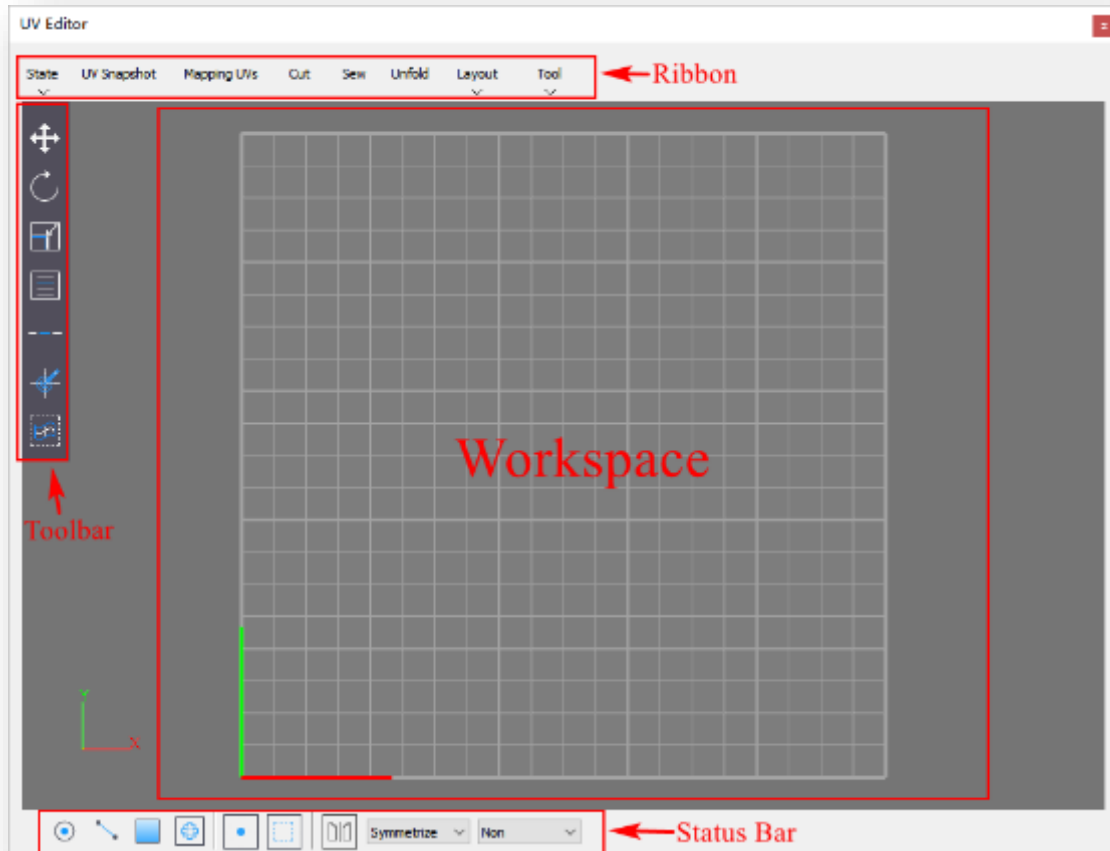 UV Editor
State UV Snapshot Mapping UVs Cut Sew Unfold Layout Tool
Ribbon
Workspace
Toolbar
Y
X
Symmetrize Non
Status Bar